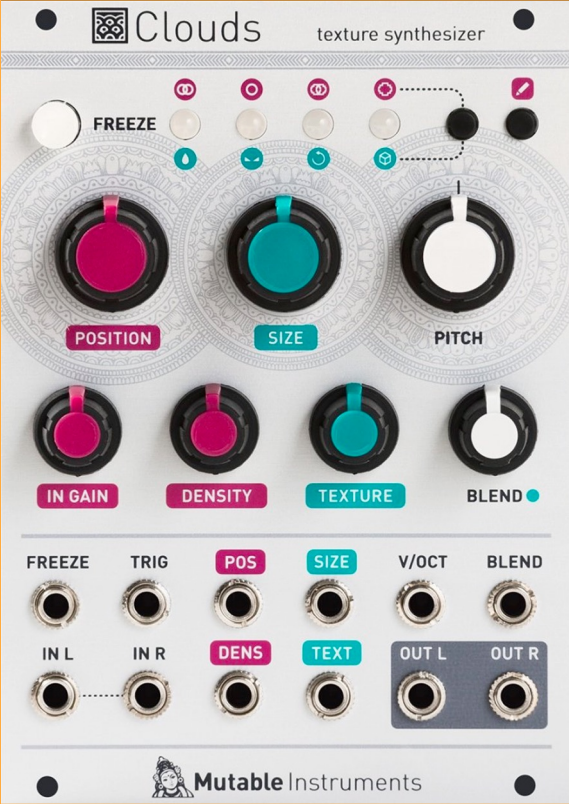 Clouds texture synthesizer
FREEZE
POSITION SIZE PITCH
IN GAIN DENSITY TEXTURE BLEND
FREEZE TRIG POS SIZE V/OCT BLEND
IN L IN R DENS TEXT OUT L OUT R
Mutable Instruments